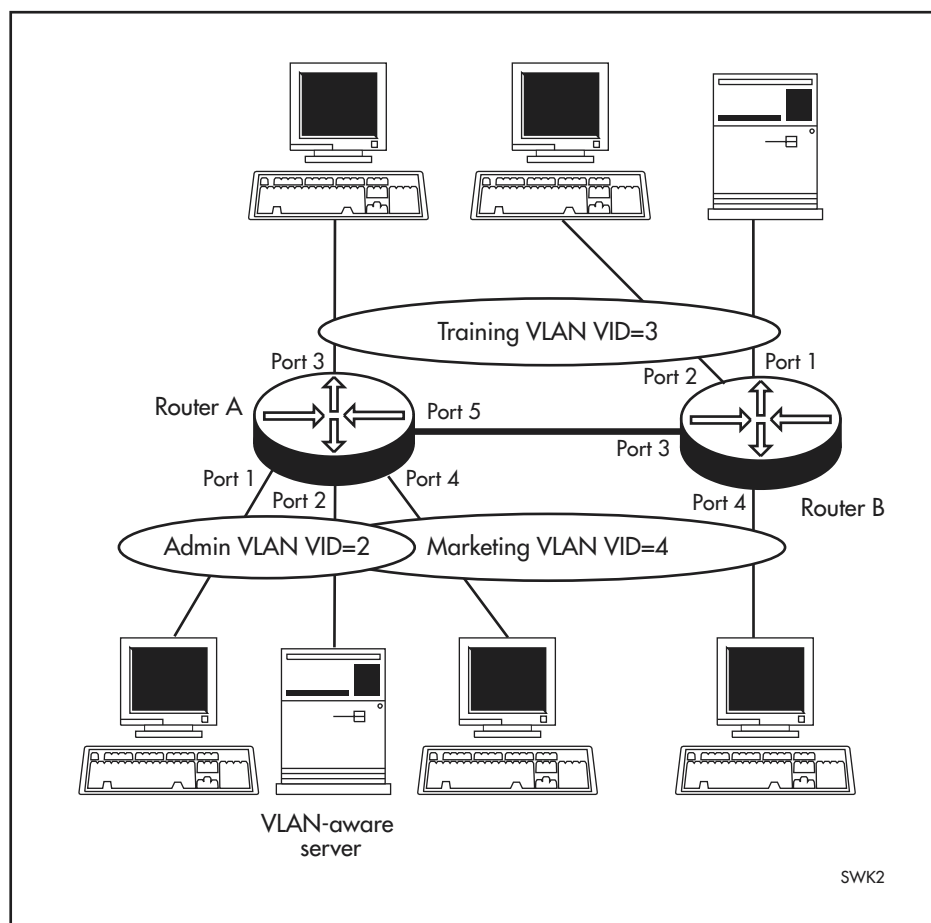 Training VLAN VID=3
Port 3
Port 1
Port 2
Router A
Port 5
Port 3
Port 1
Port 2
Port 4
Port 4
Router B
Admin VLAN VID=2
Marketing VLAN VID=4
VLAN-aware
server
SWK2